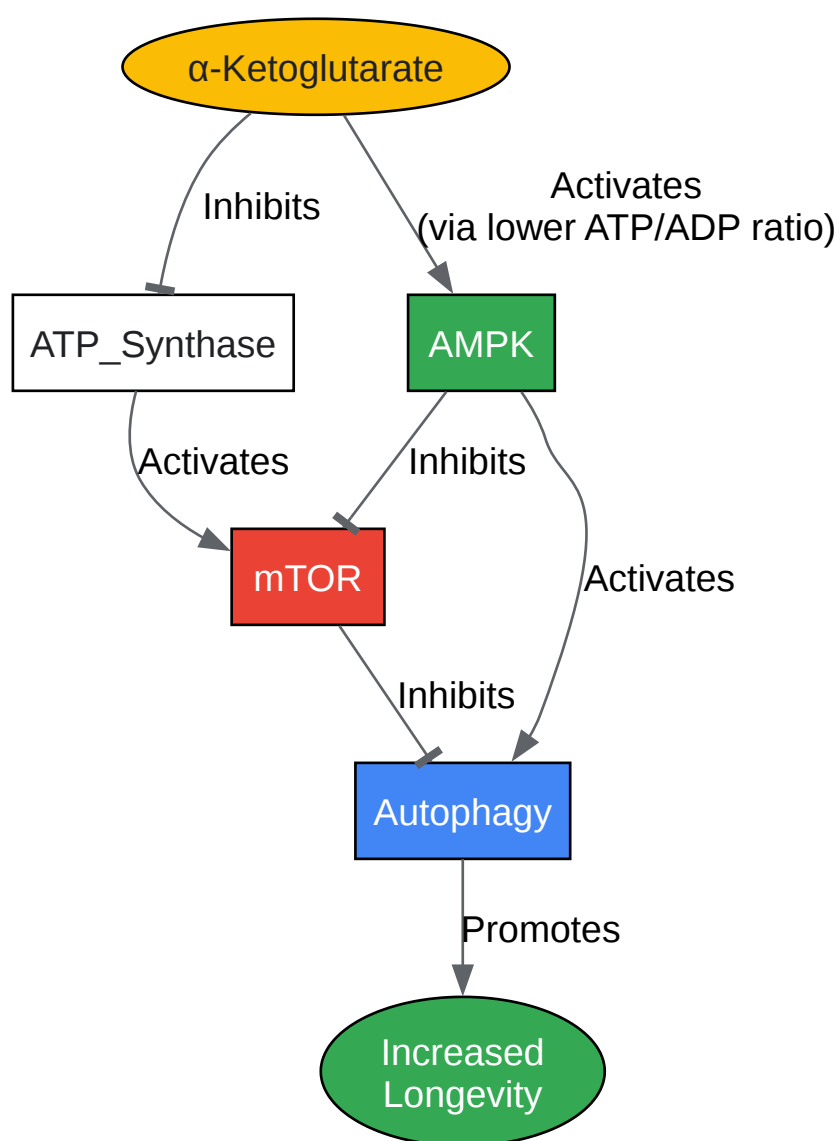 α-Ketoglutarate
Inhibits
Activates
(via lower ATP/ADP ratio)
ATP_Synthase
AMPK
Activates
Inhibits
mTOR
Activates
Inhibits
Autophagy
Promotes
Increased
Longevity